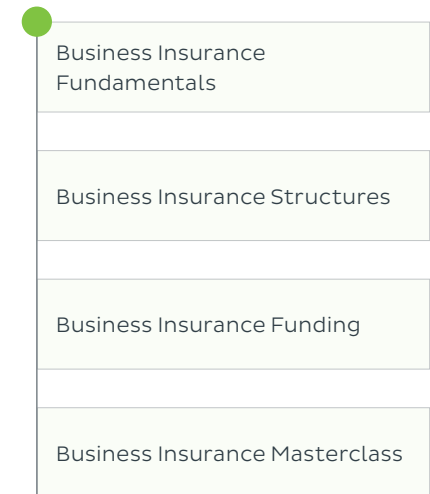 Business Insurance
Fundamentals
Business Insurance Structures
Business Insurance Funding
Business Insurance Masterclass